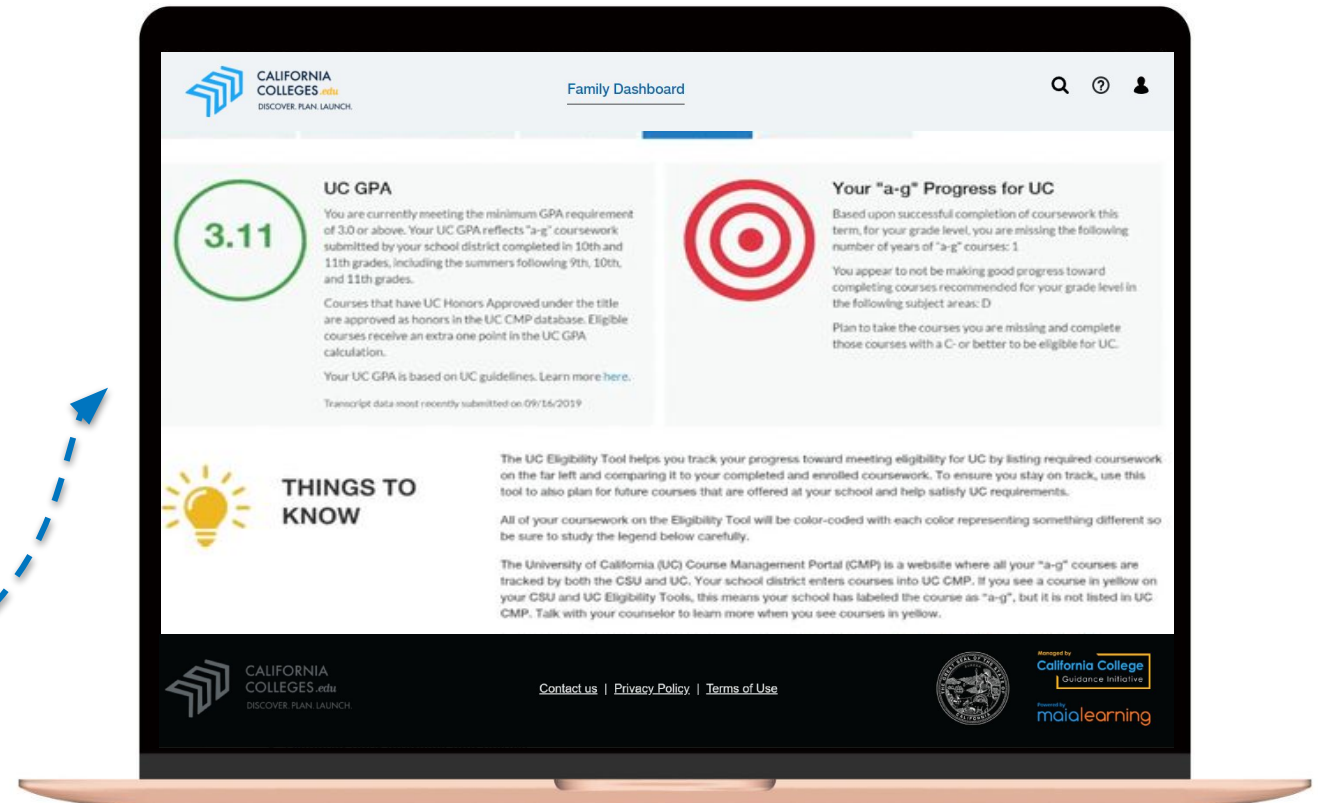 CALIFORNIA
COLLEGES.edu
DISCOVER. PLAN. LAUNCH.
Family Dashboard
3.11
UC GPA
You are currently meeting the minimum GPA requirement
of 3.0 or above. Your UC GPA reflects "a-g" coursework
submitted by your school district completed in 10th and
11th grades, including the summers following 9th, 10th,
and 11th grades.
Courses that have UC Honors Approved under the title
are approved as honors in the UC CMP database. Eligible
courses receive an extra one point in the UC GPA
calculation.
Your UC GPA is based on UC guidelines. Learn more here.
Transcript data most recently submitted on 09/16/2019
Your "a-g" Progress for UC
Based upon successful completion of coursework this
term, for your grade level, you are missing the following
number of years of "a-g" courses: 1
You appear to not be making good progress toward
completing courses recommended for your grade level in
the following subject areas: D
Plan to take the courses you are missing and complete
those courses with a C- or better to be eligible for UC.
THINGS TO
KNOW
The UC Eligibility Tool helps you track your progress toward meeting eligibility for UC by listing required coursework
on the far left and comparing it to your completed and enrolled coursework. To ensure you stay on track, use this
tool to also plan for future courses that are offered at your school and help satisfy UC requirements.
All of your coursework on the Eligibility Tool will be color-coded with each color representing something different so
be sure to study the legend below carefully.
The University of California (UC) Course Management Portal (CMP) is a website where all your "a-g" courses are
tracked by both the CSU and UC. Your school district enters courses into UC CMP. If you see a course in yellow on
your CSU and UC Eligibility Tools, this means your school has labeled the course as "a-g", but it is not listed in UC
CMP. Talk with your counselor to learn more when you see courses in yellow.
CALIFORNIA
COLLEGES.edu
DISCOVER. PLAN. LAUNCH.
Contact us | Privacy Policy | Terms of Use
Managed by
California College
Guidance Initiative
Powered by
maialearning